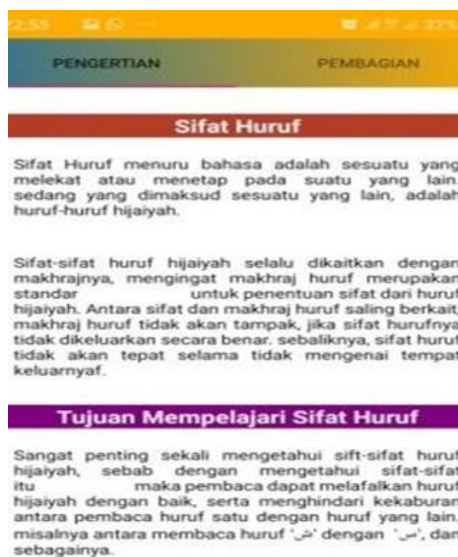 22:55 32%
PENGERTIAN PEMBAGIAN
Sifat Huruf
Sifat Huruf menuru bahasa adalah sesuatu yang
melekat atau menetap pada suatu yang lain.
sedang yang dimaksud sesuatu yang lain, adalah
huruf-huruf hijaiyah.
Sifat-sifat huruf hijaiyah selalu dikaitkan dengan
makhrajnya, mengingat makhraj huruf merupakan
standar untuk penentuan sifat dari huruf
hijaiyah. Antara sifat dan makhraj huruf saling berkait,
makhraj huruf tidak akan tampak, jika sifat hurufnya
tidak dikeluarkan secara benar. sebaliknya, sifat huruf
tidak akan tepat selama tidak mengenai tempat
keluarnyaf.
Tujuan Mempelajari Sifat Huruf
Sangat penting sekali mengetahui sift-sifat huruf
hijaiyah, sebab dengan mengetahui sifat-sifat
itu maka pembaca dapat melafalkan huruf
hijaiyah dengan baik, serta menghindari kekaburan
antara pembaca huruf satu dengan huruf yang lain.
misalnya antara membaca huruf 'ش' dengan 'س', dan
sebagainya.